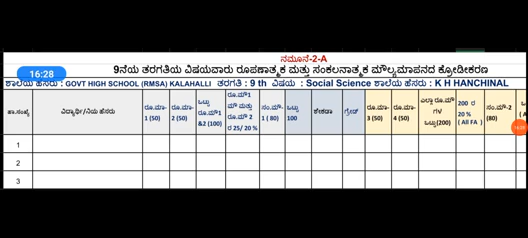 ನಮೂನೆ-2-A
9ನೆಯ ತರಗತಿಯ ವಿಷಯವಾರು ರೂಪಣಾತ್ಮಕ ಮತ್ತು ಸಂಕಲನಾತ್ಮಕ ಮೌಲ್ಯಮಾಪನದ ಕ್ರೋಡೀಕರಣ
16:28
ಶಾಲೆಯ ಹೆಸರು : GOVT HIGH SCHOOL (RMSA) KALAHALLI ತರಗತಿ : 9 th ವಿಷಯ : Social Science ಶಾಲೆಯ ಹೆಸರು : K H HANCHINAL
ಹಾ.ಸಂಖ್ಯೆ
ವಿದ್ಯಾರ್ಥಿ/ನಿಯ ಹೆಸರು
ರೂ.ಮಾ-
1 (50)
ರೂ.ಮಾ-
2 (50)
ಒಟ್ಟು
ರೂ.ಮೌ1
&2 (100)
ರೂ.ಮೌ1
ಮೌ ಮತ್ತು
ರೂ.ಮೌ 2
ರ 25/ 20 %
ಸಂ.ಮೌ-
1 ( 80)
ಒಟ್ಟು
100
ಶೇಕಡಾ
ಗ್ರೇಡ್
ರೂ.ಮಾ-
3 (50)
ರೂ.ಮಾ-
4 (50)
ಎಲ್ಲಾ ರೂ.ಮೌ
ಗಳ
ಒಟ್ಟು(200)
200 ರ
20 %
( All FA )
ಸಂ.ಮೌ-2
(80)
1
2
3